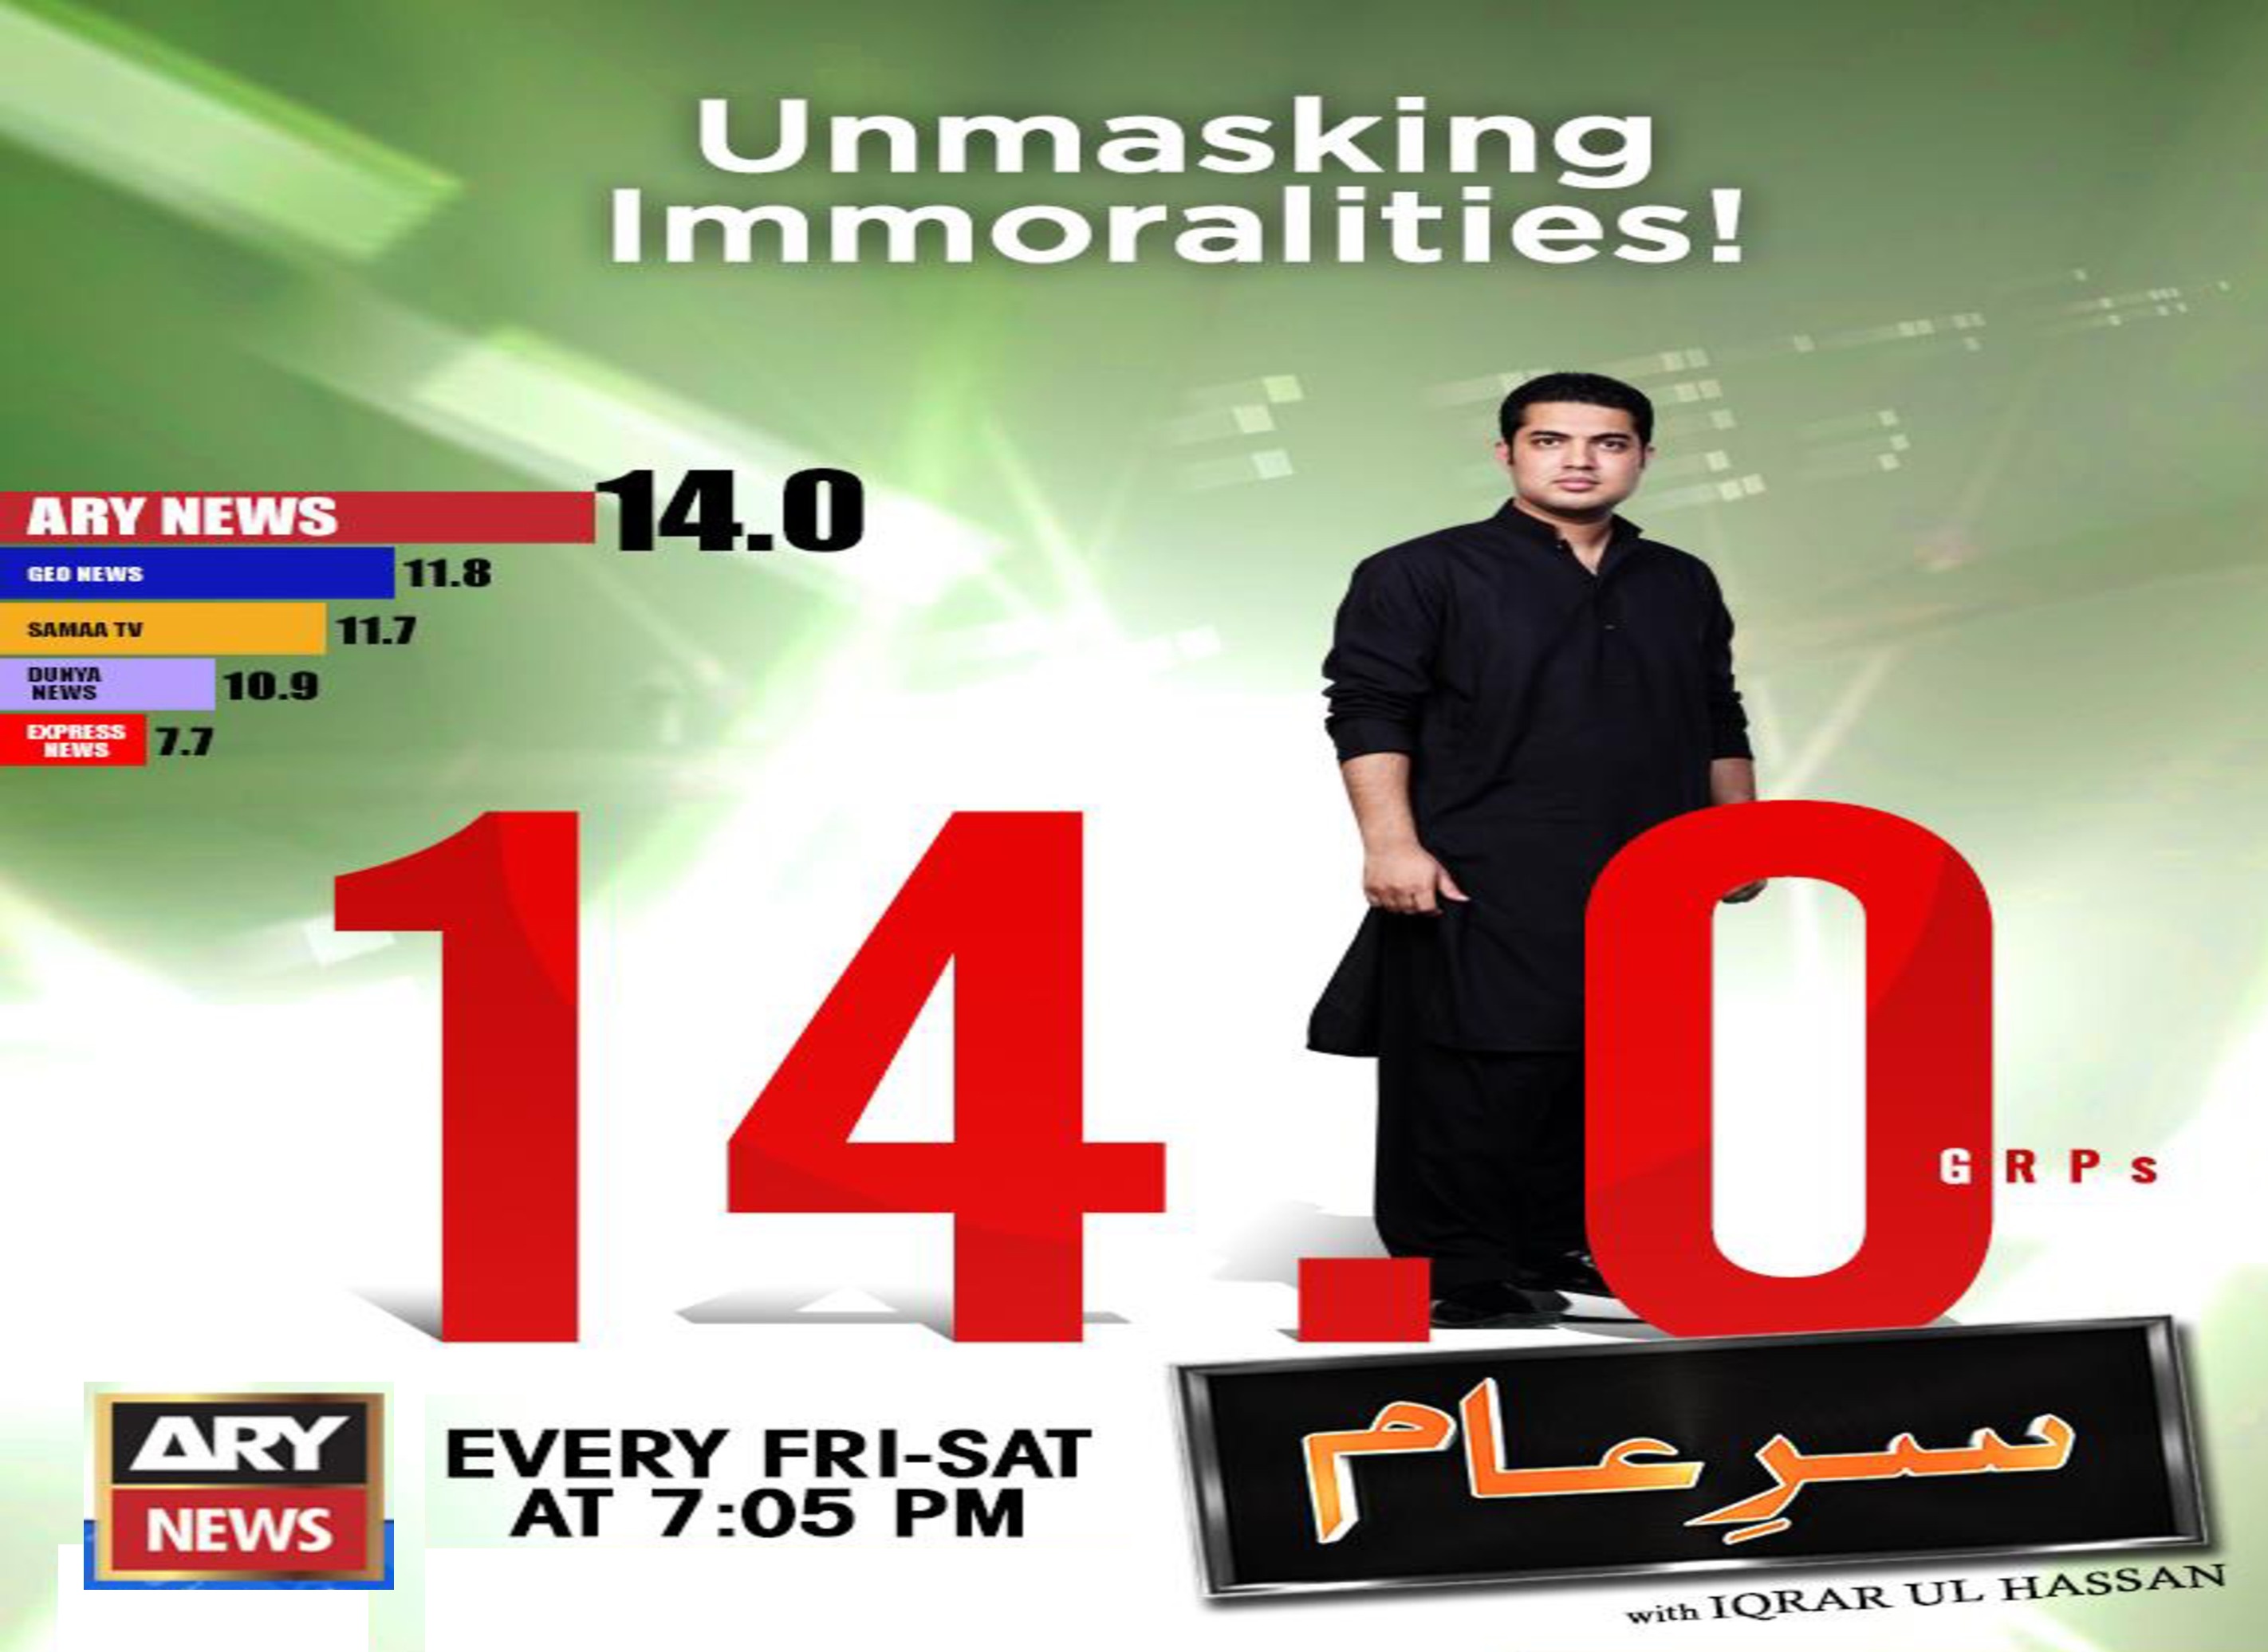 Unmasking
Immoralities!
ARY NEWS 14.0
GEO NEWS 11.8
SAMAA TV 11.7
DUNYA
NEWS 10.9
EXPRESS
NEWS 7.7
14.0
GRPs
ARY
NEWS
EVERY FRI-SAT
AT 7:05 PM
سرِعام
with IQRAR UL HASSAN